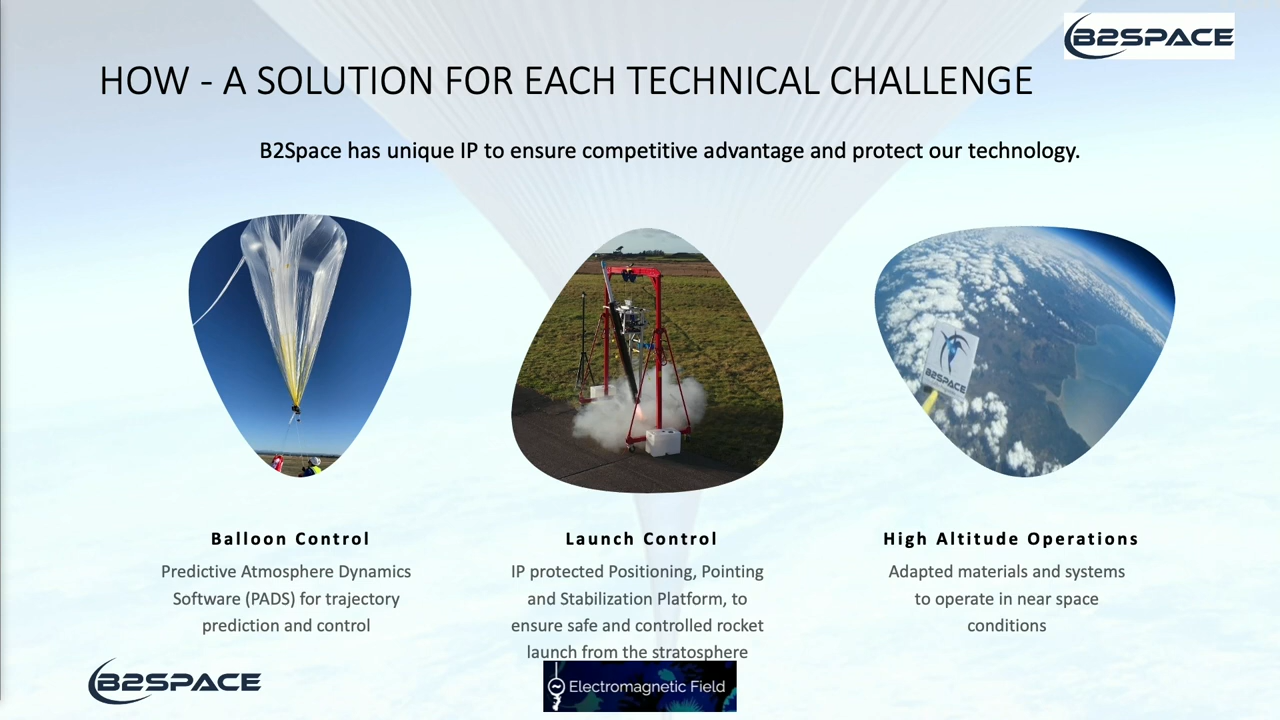 B2SPACE
HOW - A SOLUTION FOR EACH TECHNICAL CHALLENGE
B2Space has unique IP to ensure competitive advantage and protect our technology.
B2SPACE
Balloon Control
Launch Control
High Altitude Operations
Predictive Atmosphere Dynamics
Software (PADS) for trajectory
prediction and control
IP protected Positioning, Pointing
and Stabilization Platform, to
ensure safe and controlled rocket
launch from the stratosphere
Adapted materials and systems
to operate in near space
conditions
B2SPACE
Electromagnetic Field